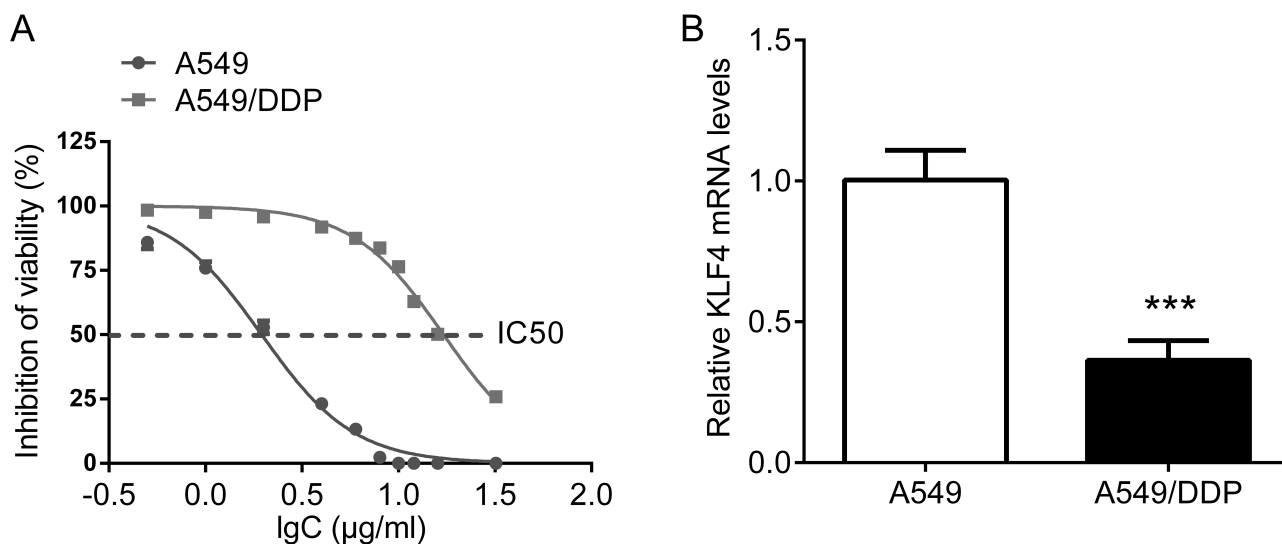 A
A549
A549/DDP
Inhibition of viability (%)
125
100
75
50
25
0
IC50
-0.5
0.0
0.5
1.0
1.5
2.0
lgC (μg/ml)
B
Relative KLF4 mRNA levels
1.5
1.0
0.5
0.0
***
A549
A549/DDP